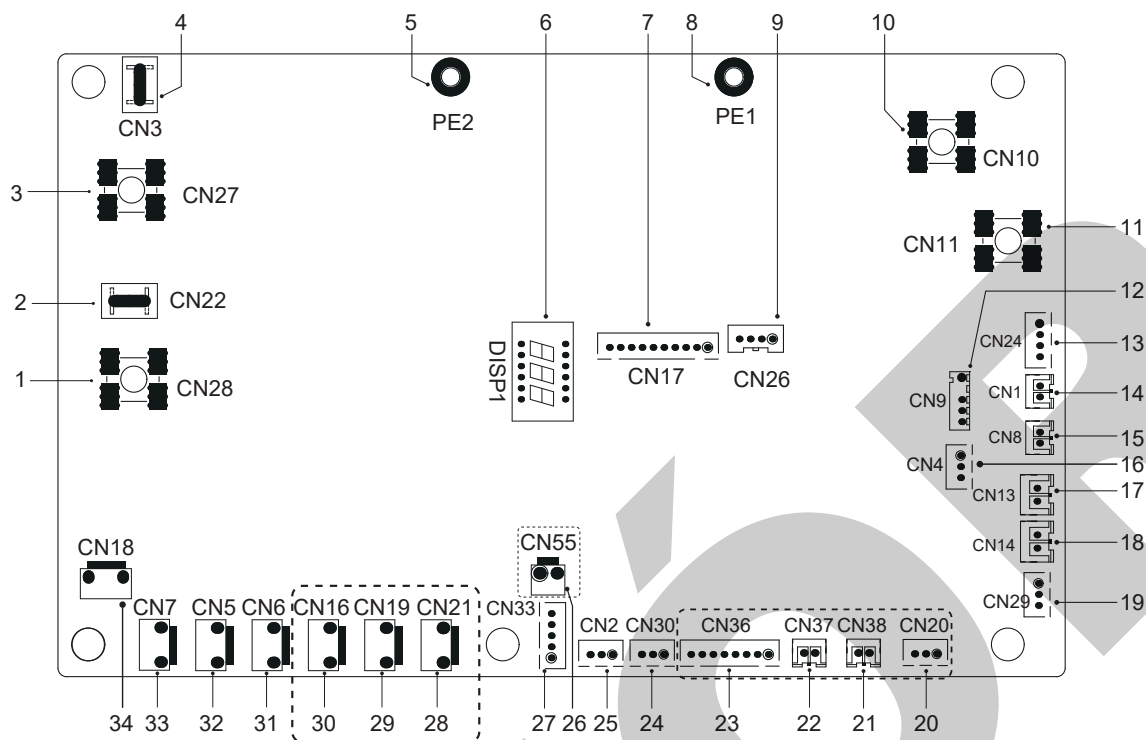 4 5 6 7 8 9 10
CN3 PE2 PE1
CN10
3 CN27
CN11 11
2 CN22
12
CN24 13
DISP1 CN17 CN26
1 CN28
CN1 14
CN9
CN8 15
CN4 16
CN13 17
CN14 18
CN55
CN18
CN29 19
CN7 CN5 CN6 CN16 CN19 CN21 CN33 CN2 CN30 CN36 CN37 CN38 CN20
34 33 32 31 30 29 28 27 26 25 24 23 22 21 20